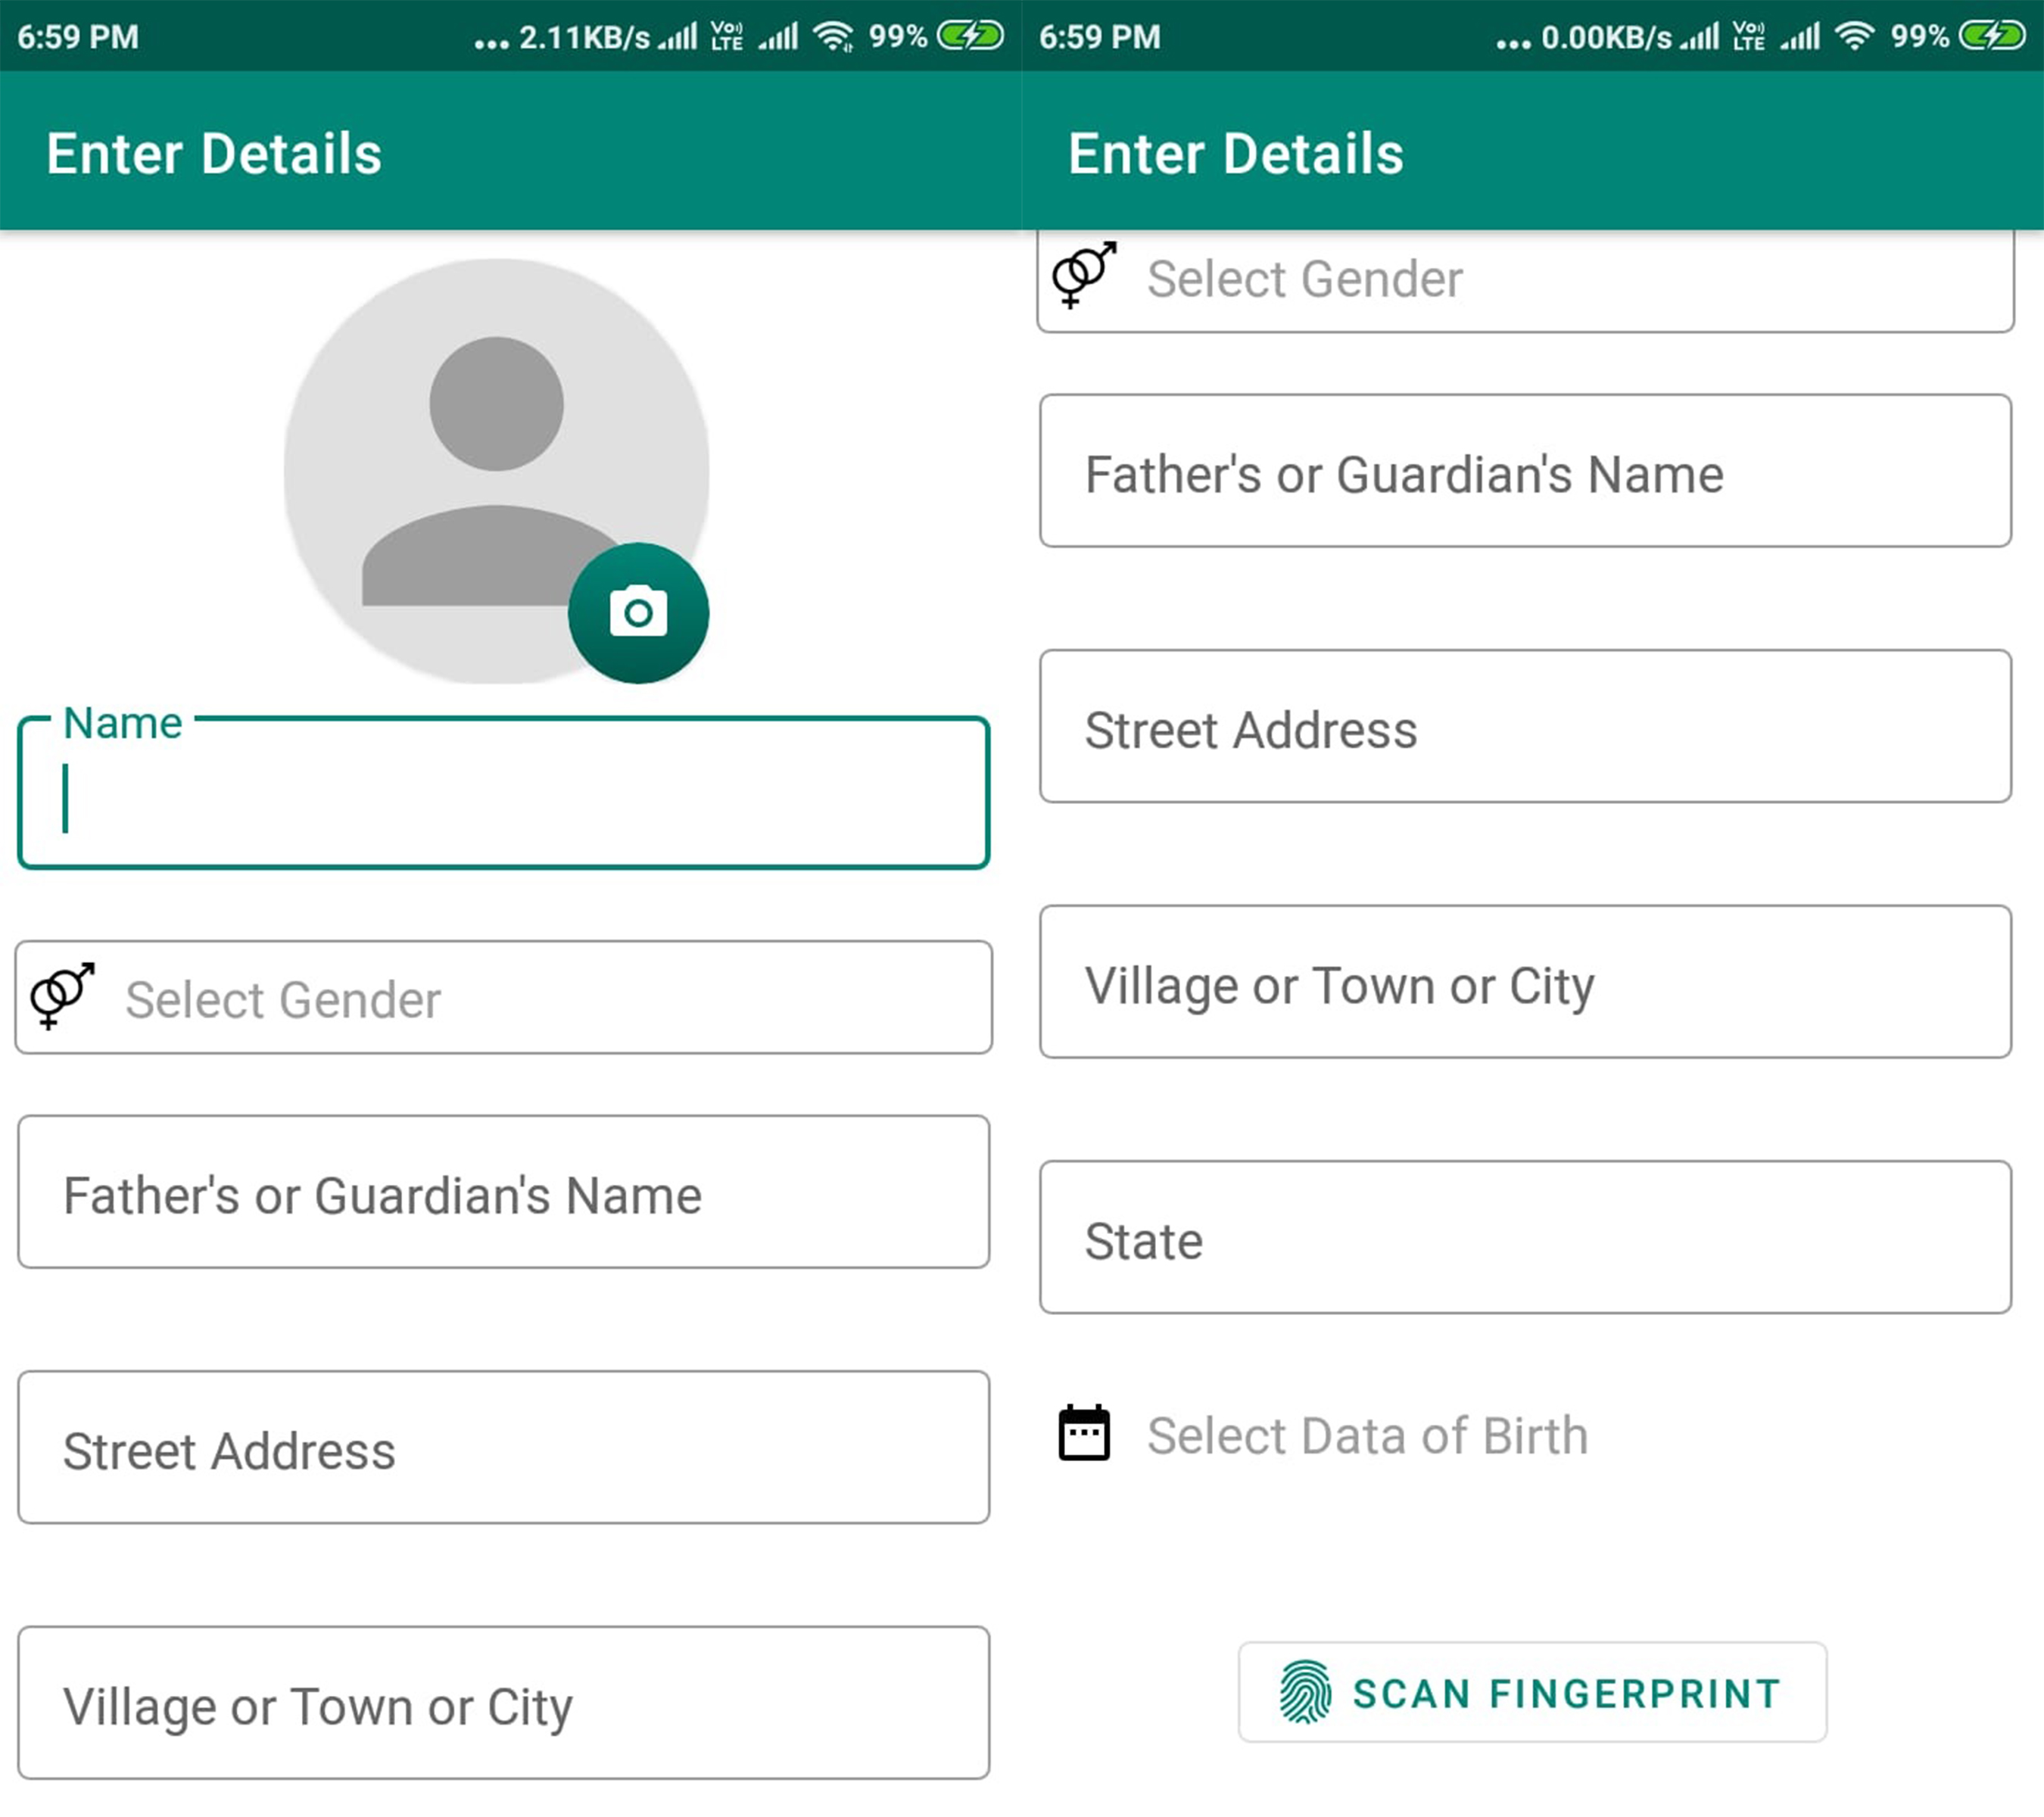 6:59 PM ... 2.11KB/s Vo) LTE 99%
Enter Details
Name
Select Gender
Father's or Guardian's Name
Street Address
Village or Town or City
6:59 PM ... 0.00KB/s Vo) LTE 99%
Enter Details
Select Gender
Father's or Guardian's Name
Street Address
Village or Town or City
State
Select Data of Birth
SCAN FINGERPRINT